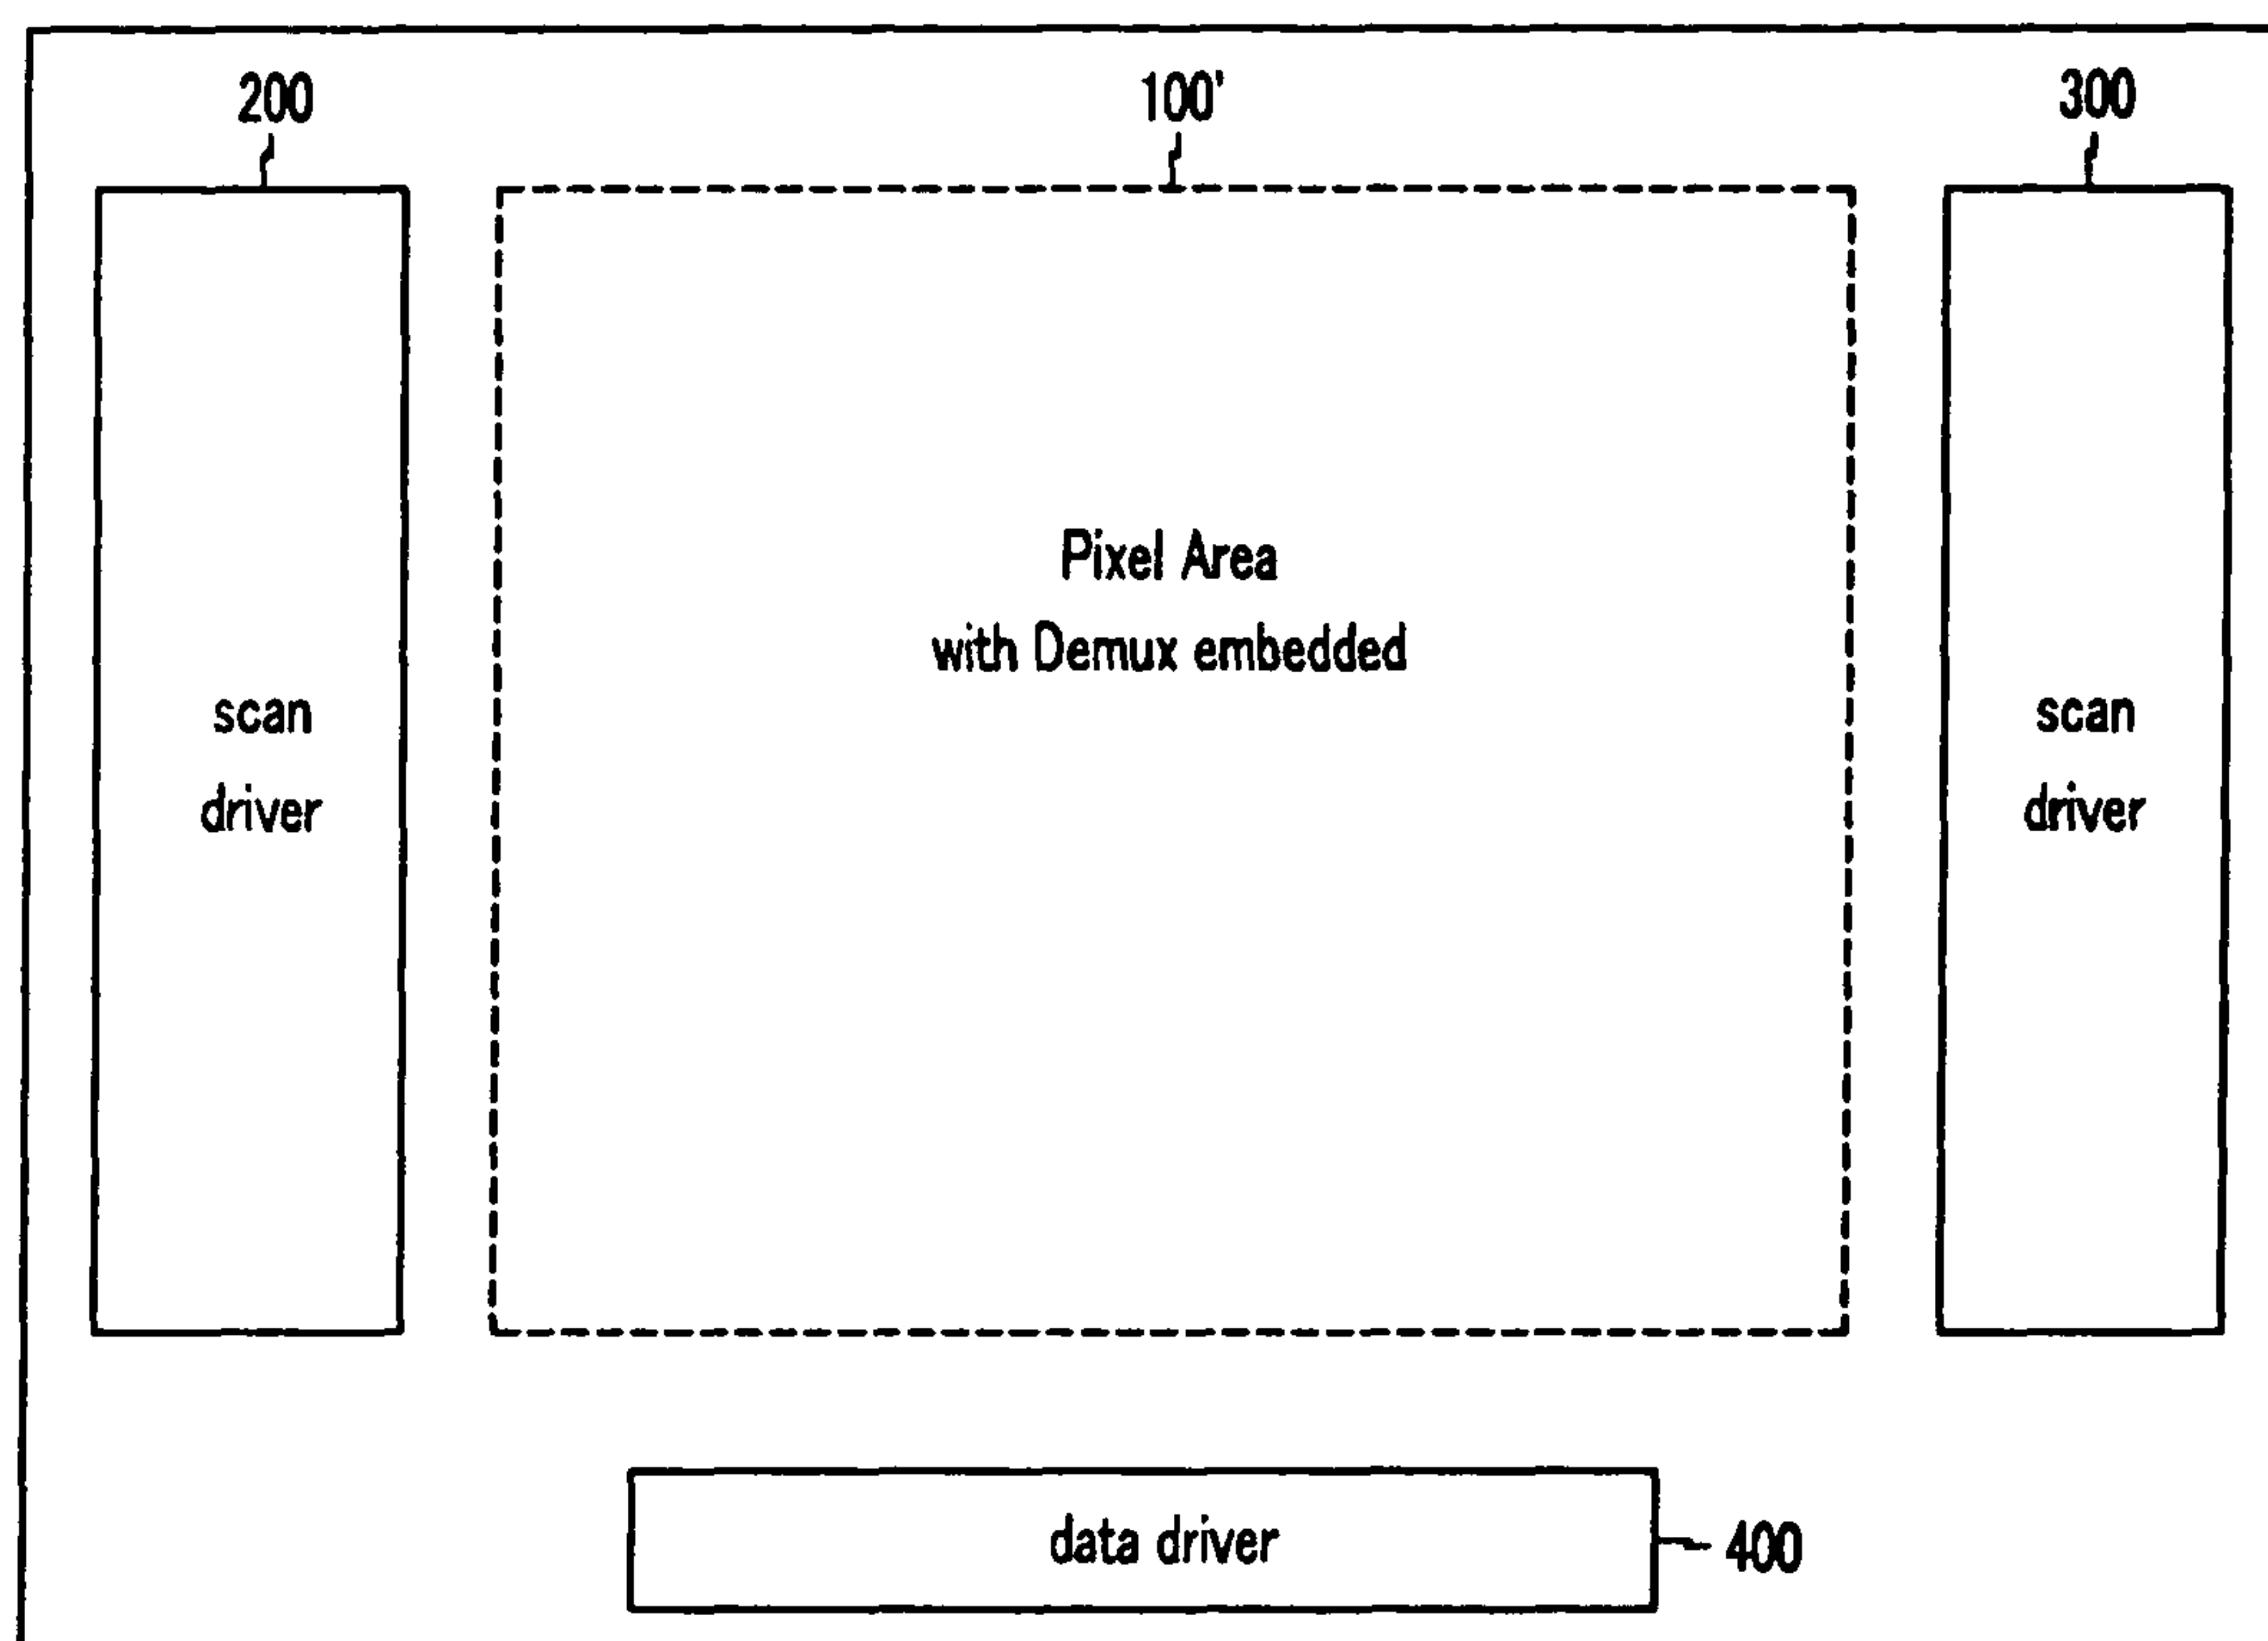 200
100'
300
Pixel Area
with Demux embedded
scan
driver
scan
driver
data driver
400